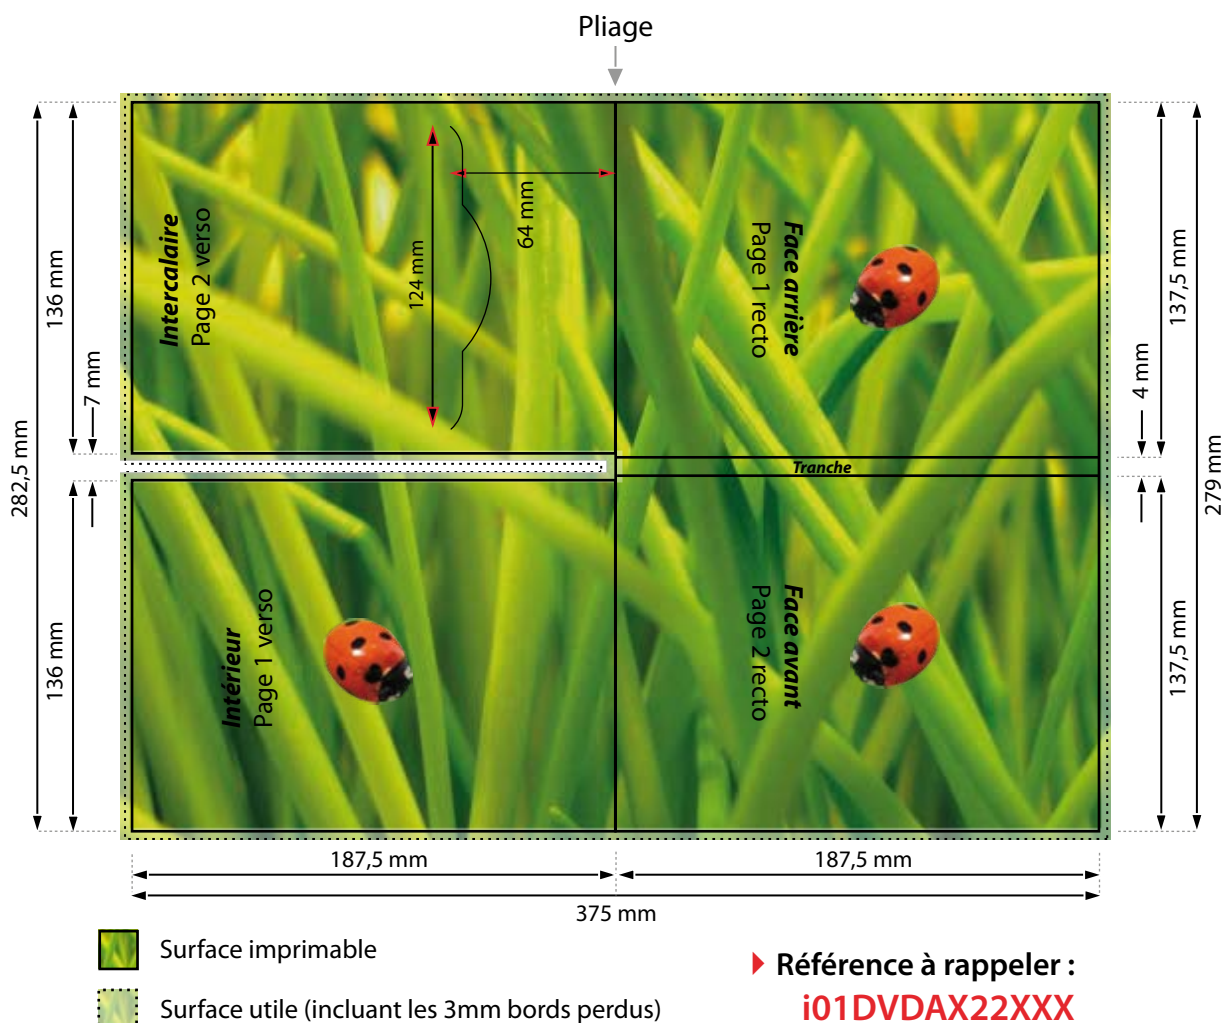 Pliage
136 mm
7 mm
282,5 mm
136 mm
Intercalaire
Page 2 verso
124 mm
64 mm
Face arrière
Page 1 recto
137,5 mm
4 mm
279 mm
Tranche
Intérieur
Page 1 verso
Face avant
Page 2 recto
137,5 mm
187,5 mm
187,5 mm
375 mm
Surface imprimable
Surface utile (incluant les 3mm bords perdus)
Référence à rappeler :
i01DVDAX22XXX